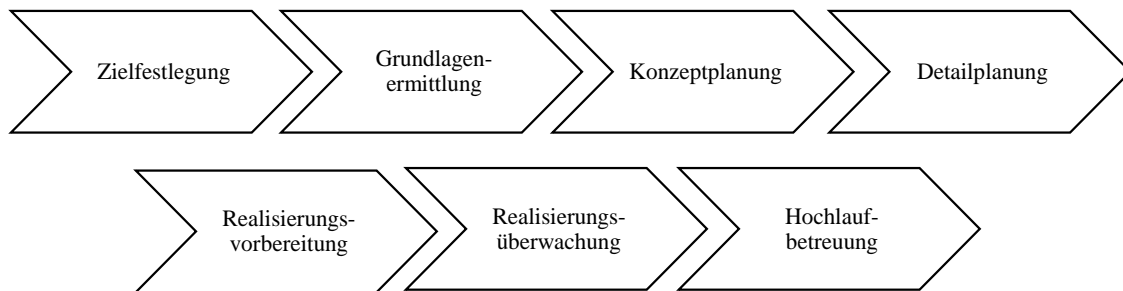 Zielfestlegung
Grundlagen-
ermittlung
Konzeptplanung
Detailplanung
Realisierungs-
vorbereitung
Realisierungs-
überwachung
Hochlauf-
betreuung